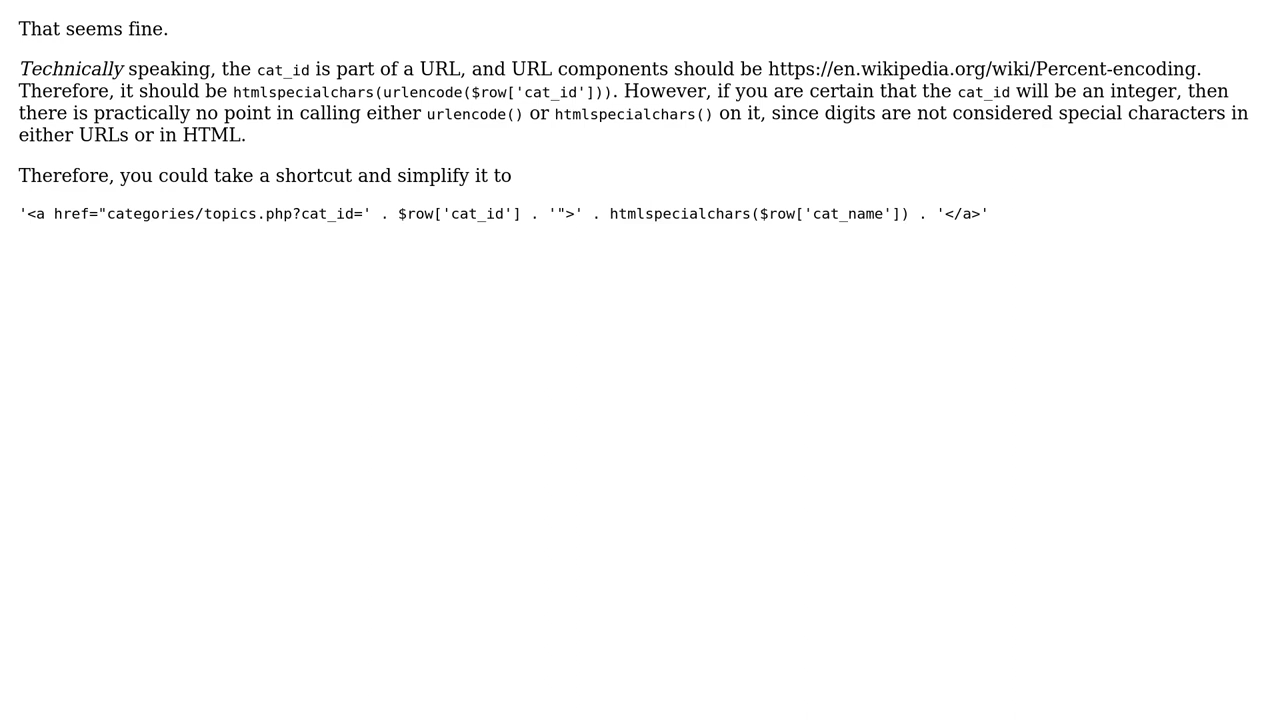 That seems fine.
Technically speaking, the cat_id is part of a URL, and URL components should be https://en.wikipedia.org/wiki/Percent-encoding.
Therefore, it should be htmlspecialchars(urlencode($row['cat_id'])). However, if you are certain that the cat_id will be an integer, then
there is practically no point in calling either urlencode() or htmlspecialchars() on it, since digits are not considered special characters in
either URLs or in HTML.
Therefore, you could take a shortcut and simplify it to
'<a href="categories/topics.php?cat_id=' . $row['cat_id'] . '">' . htmlspecialchars($row['cat_name']) . '</a>'